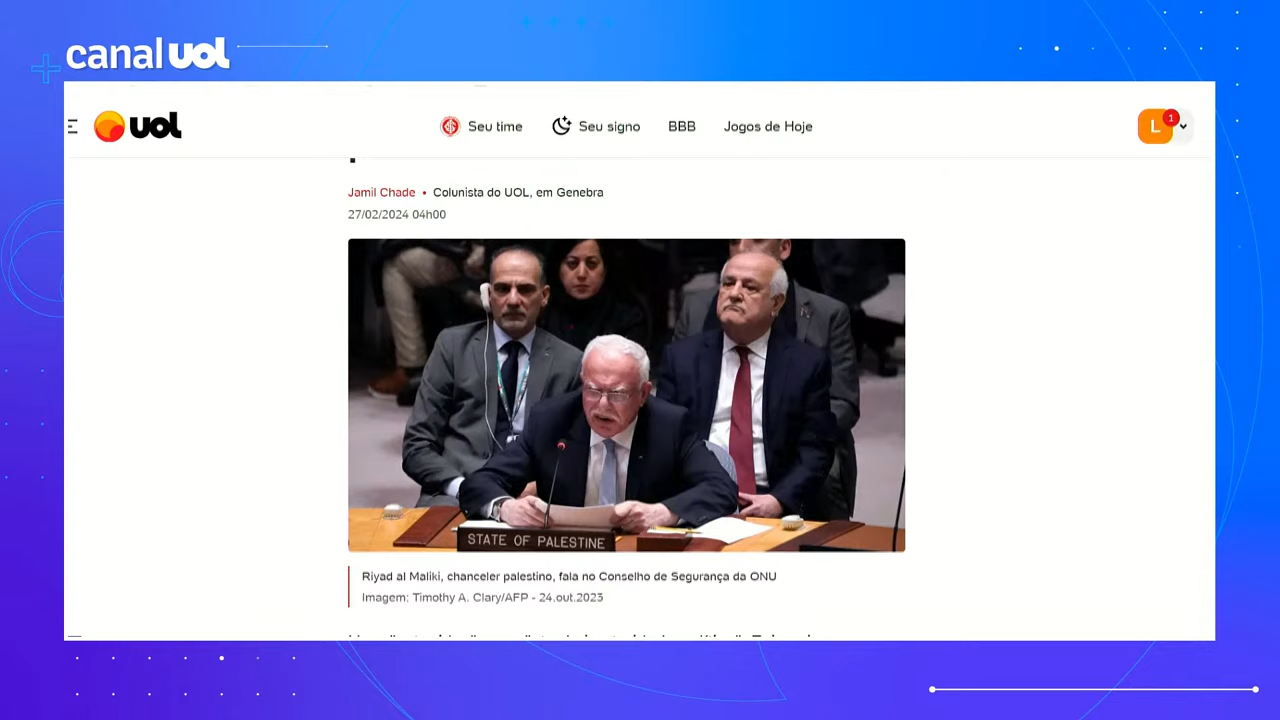 canal uol
uol
Seu time
Seu signo
BBB
Jogos de Hoje
L
1
Jamil Chade • Colunista do UOL, em Genebra
27/02/2024 04h00
STATE OF PALESTINE
Riyad al Maliki, chanceler palestino, fala no Conselho de Segurança da ONU
Imagem: Timothy A. Clary/AFP - 24.out.2023